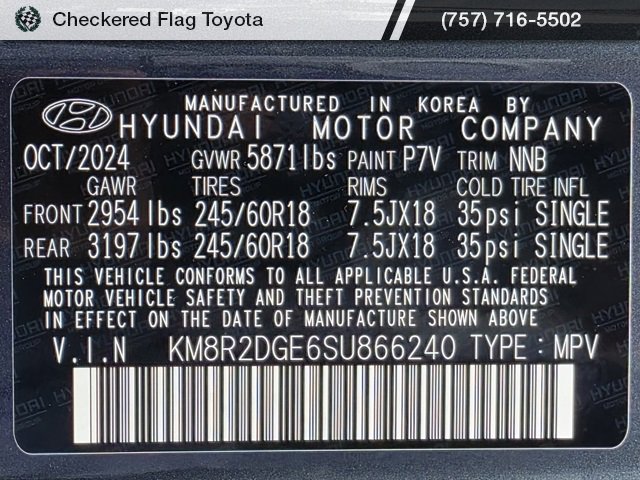 Checkered Flag Toyota (757) 716-5502
MANUFACTURED IN KOREA BY
HYUNDAI MOTOR COMPANY
OCT/2024 GVWR 5871lbs PAINT P7V TRIM NNB
GAWR TIRES RIMS COLD TIRE INFL
FRONT 2954 lbs 245/60R18 7.5JX18 35psi SINGLE
REAR 3197 lbs 245/60R18 7.5JX18 35psi SINGLE
THIS VEHICLE CONFORMS TO ALL APPLICABLE U.S.A. FEDERAL
MOTOR VEHICLE SAFETY AND THEFT PREVENTION STANDARDS
IN EFFECT ON THE DATE OF MANUFACTURE SHOWN ABOVE
V.I.N KM8R2DGE6SU866240 TYPE : MPV